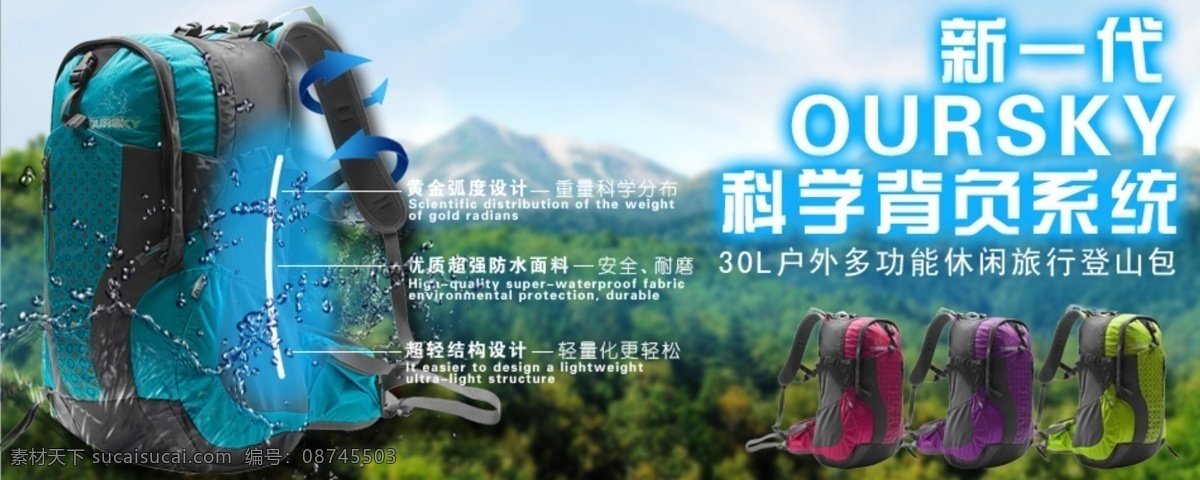 新一代
OURSKY
科学背负系统
30L户外多功能休闲旅行登山包
OURSKY
黄金弧度设计—重量科学分布
Scientific distribution of the weight
of gold radians
优质超强防水面料—安全、耐磨
High-quality super-waterproof fabric
environmental protection, durable
超轻结构设计—轻量化更轻松
It easier to design a lightweight
ultra-light structure
素材天下 sucaisucai.com 编号：08745503